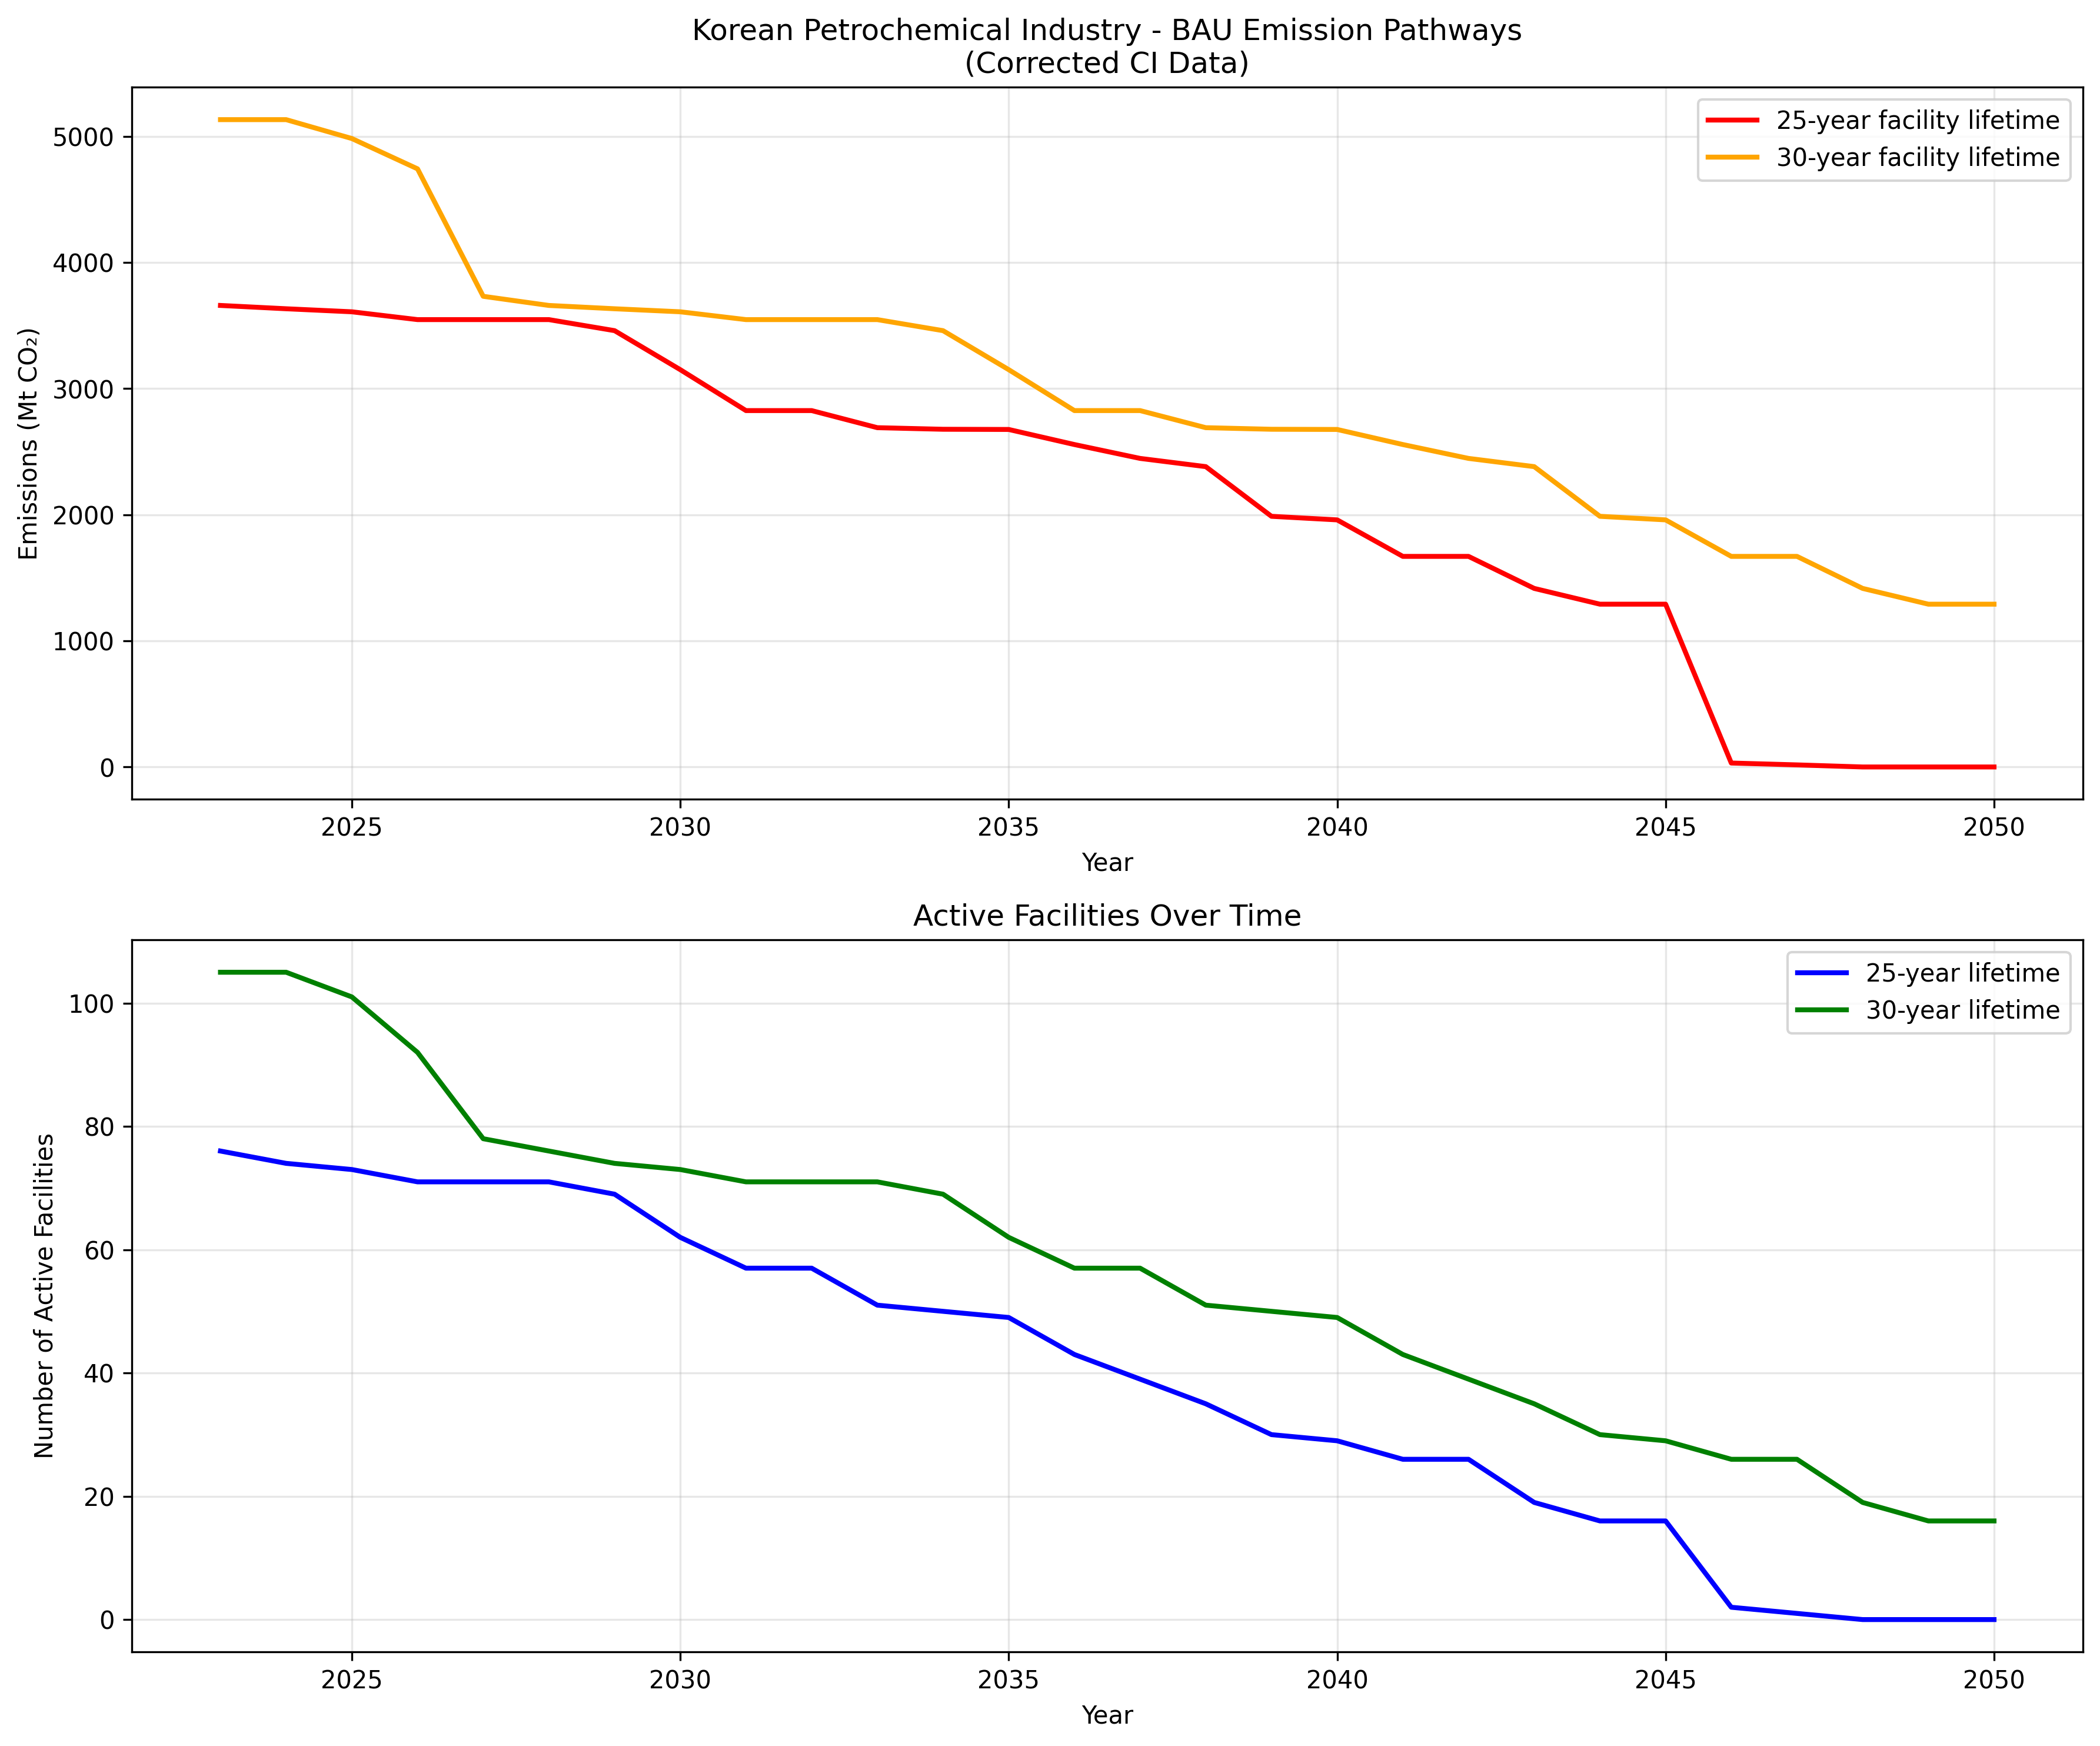 Korean Petrochemical Industry - BAU Emission Pathways
(Corrected CI Data)
25-year facility lifetime
30-year facility lifetime
Emissions (Mt CO₂)
5000
4000
3000
2000
1000
0
2025 2030 2035 2040 2045 2050
Year
Active Facilities Over Time
25-year lifetime
30-year lifetime
Number of Active Facilities
100
80
60
40
20
0
2025 2030 2035 2040 2045 2050
Year